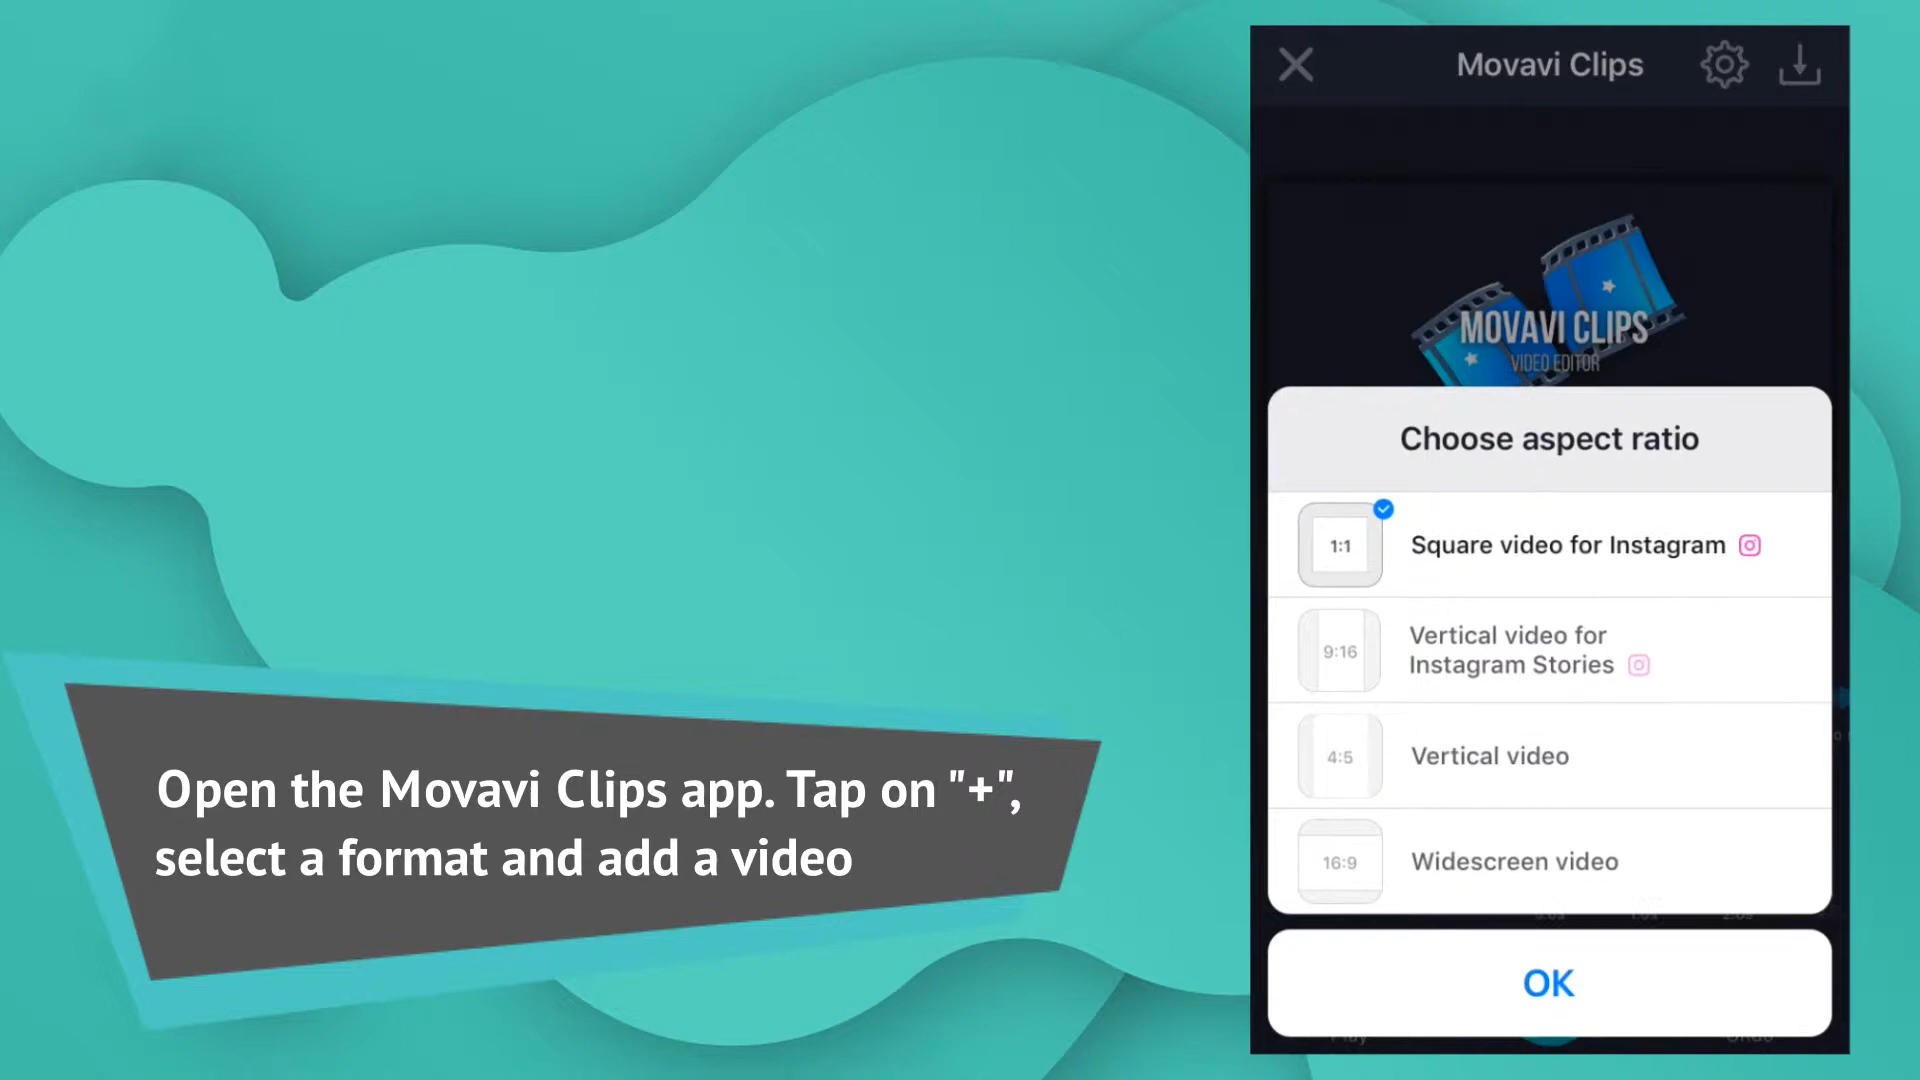 Movavi Clips
MOVAVI CLIPS
VIDEO EDITOR
Choose aspect ratio
1:1
Square video for Instagram
9:16
Vertical video for
Instagram Stories
4:5
Vertical video
16:9
Widescreen video
OK
Open the Movavi Clips app. Tap on "+",
select a format and add a video